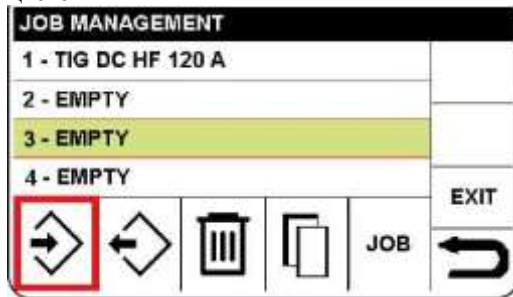 JOB MANAGEMENT
1 - TIG DC HF 120 A
2 - EMPTY
3 - EMPTY
4 - EMPTY
EXIT
JOB